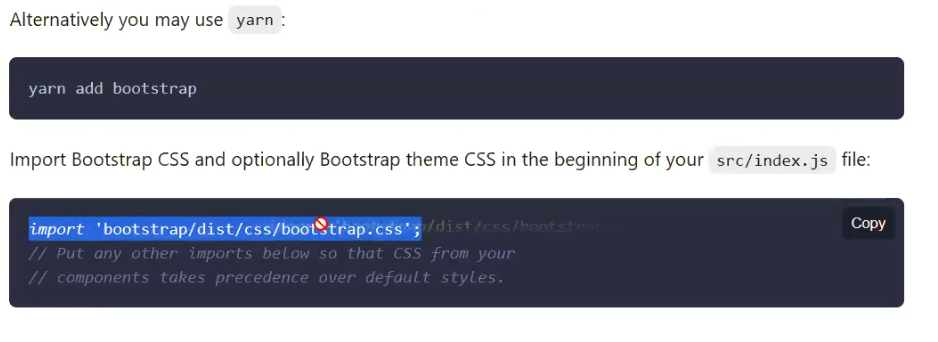 Alternatively you may use yarn:
yarn add bootstrap
Import Bootstrap CSS and optionally Bootstrap theme CSS in the beginning of your src/index.js file:
import 'bootstrap/dist/css/bootstrap.css';
Copy
// Put any other imports below so that CSS from your
// components takes precedence over default styles.